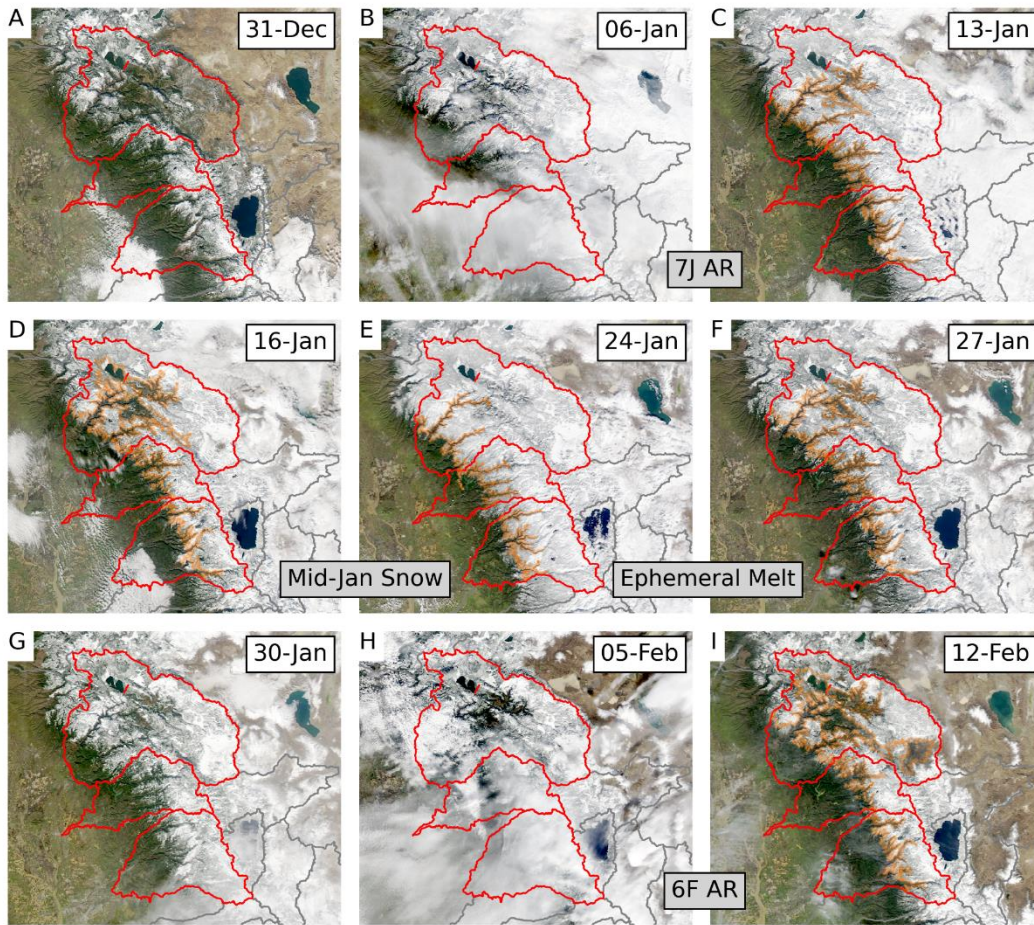 A
31-Dec
B
06-Jan
C
13-Jan
7J AR
D
16-Jan
E
24-Jan
F
27-Jan
Mid-Jan Snow
Ephemeral Melt
G
30-Jan
H
05-Feb
I
12-Feb
6F AR